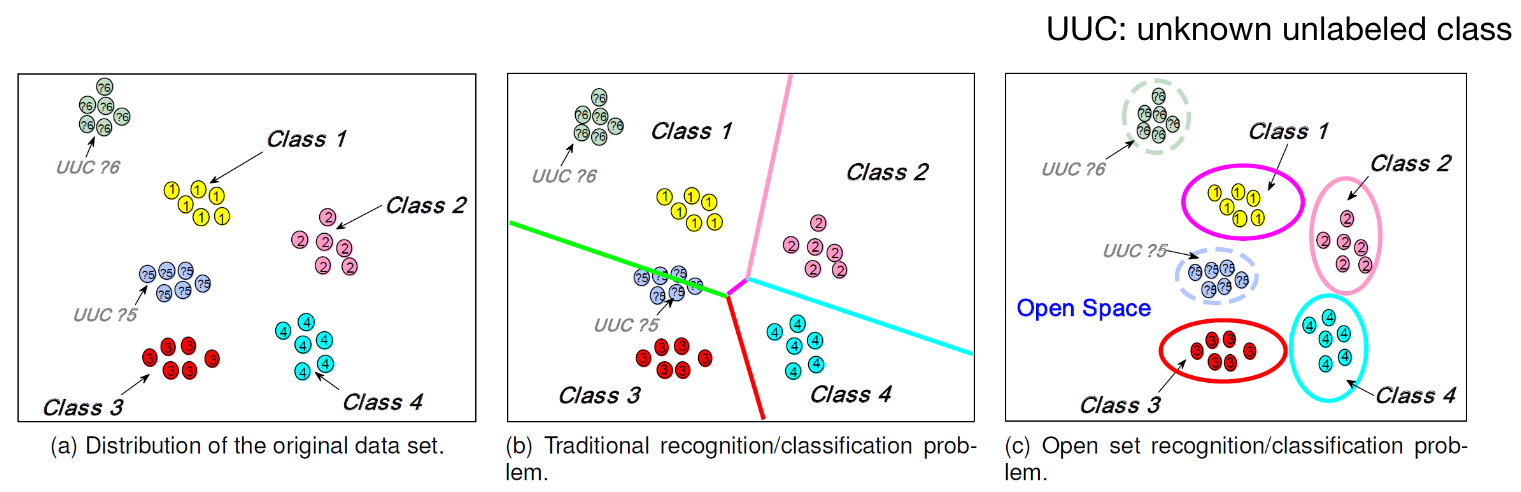 UUC: unknown unlabeled class
?6
?6 ?6
?6
?6 ?6
UUC ?6
Class 1
1 1 1
1
1 1
Class 2
2
2 2 2
2 2
?5 ?5 ?5
?5 ?5 ?5
UUC ?5
4
4
4 4
4 4
3 3
3 3
3 3
Class 3
Class 4
(a) Distribution of the original data set.
?6
?6 ?6
?6
?6 ?6
UUC ?6
Class 1
Class 2
1 1 1
1
1 1
2
2 2 2
2 2
?5 ?5 ?5
?5 ?5 ?5
UUC ?5
4
4
4 4
4 4
3 3
3 3
3 3
Class 3
Class 4
(b) Traditional recognition/classification prob-
lem.
?6
?6 ?6
?6
?6 ?6
UUC ?6
Class 1
Class 2
1 1 1
1
1 1
2
2 2 2
2 2
UUC ?5
?5 ?5 ?5
?5 ?5 ?5
Open Space
4
4
4 4
4 4
3 3
3 3
3 3
Class 3
Class 4
(c) Open set recognition/classification prob-
lem.